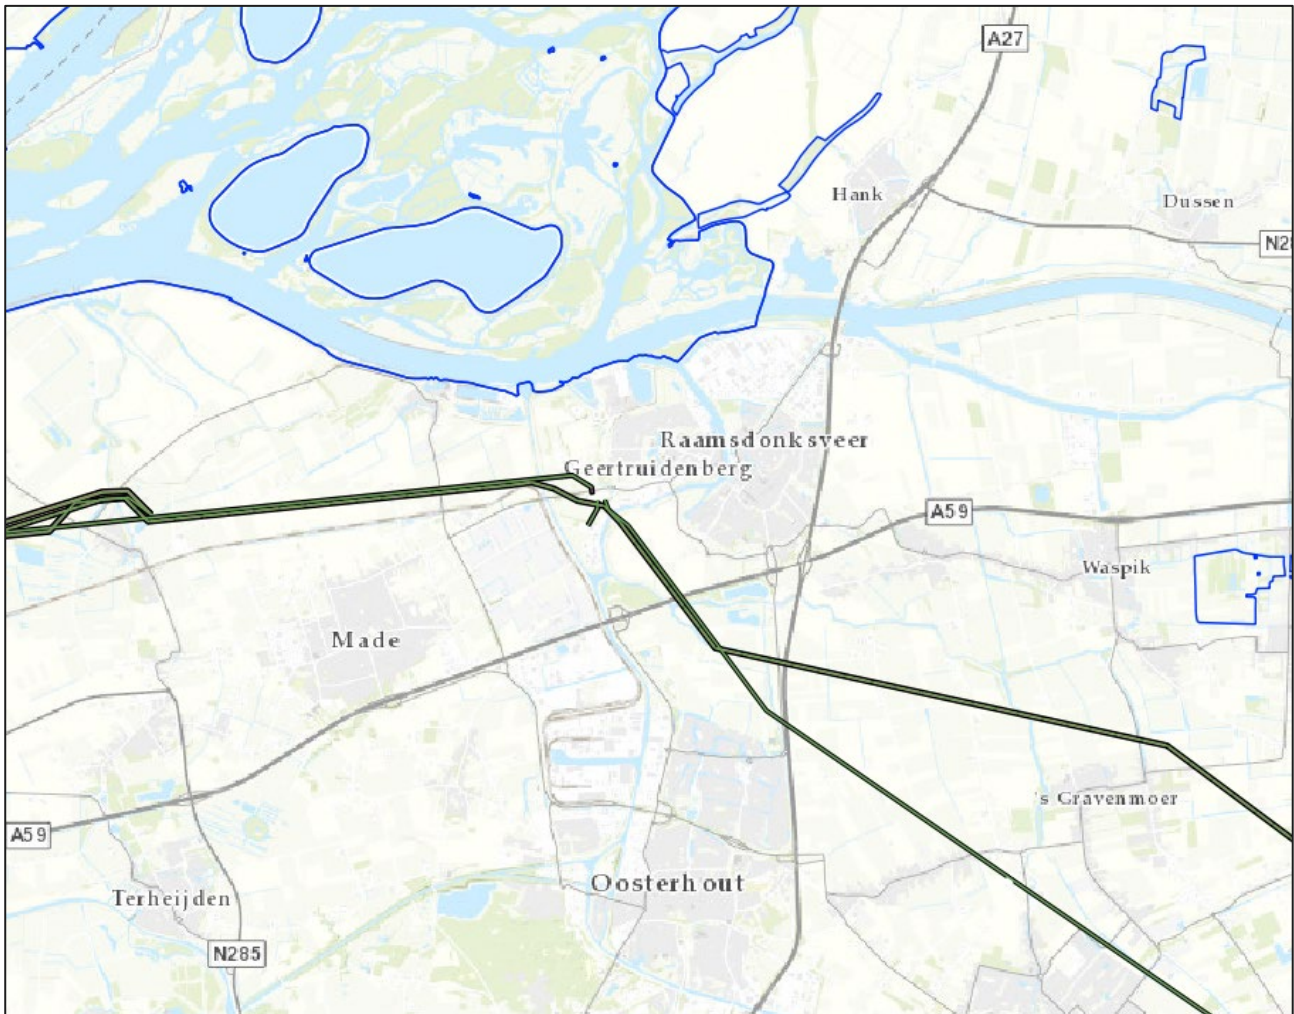 A27
Hank
Dussen
N2
Raamsdonksveer
Geertruidenberg
A59
Waspik
Made
's Gravenmoer
A59
Oosterhout
Terheijden
N285